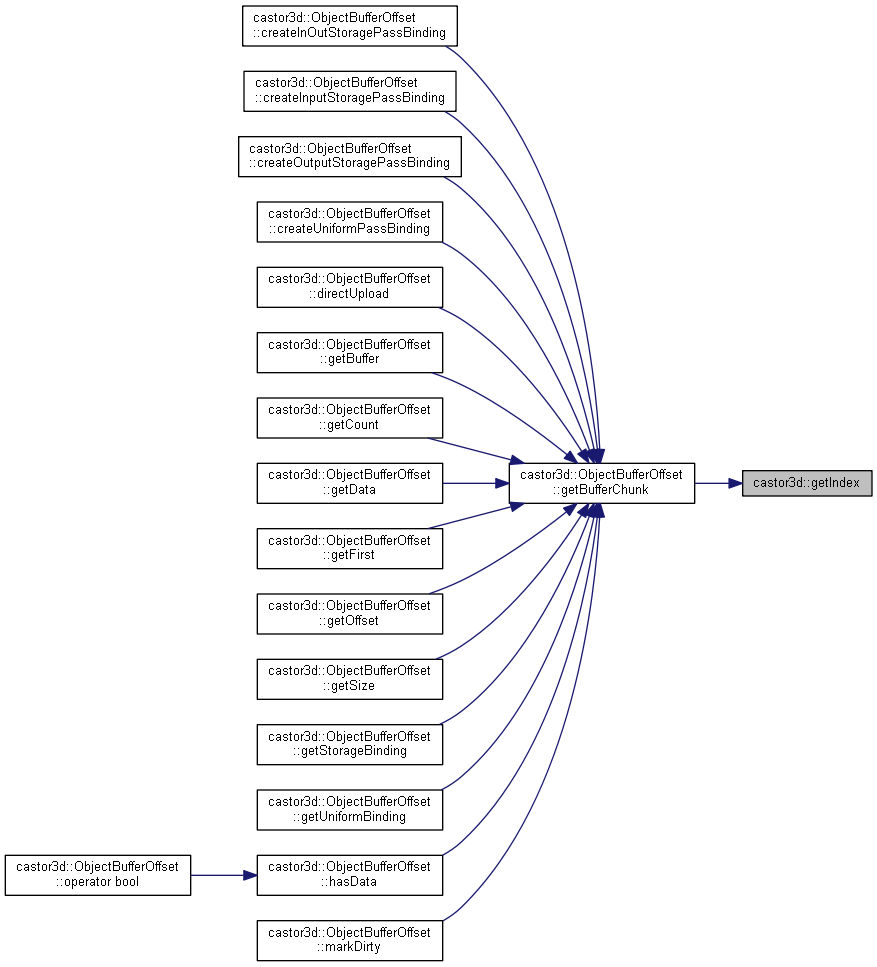 castor3d::ObjectBufferOffset
::createInOutStoragePassBinding
castor3d::ObjectBufferOffset
::createInputStoragePassBinding
castor3d::ObjectBufferOffset
::createOutputStoragePassBinding
castor3d::ObjectBufferOffset
::createUniformPassBinding
castor3d::ObjectBufferOffset
::directUpload
castor3d::ObjectBufferOffset
::getBuffer
castor3d::ObjectBufferOffset
::getCount
castor3d::ObjectBufferOffset
::getData
castor3d::ObjectBufferOffset
::getBufferChunk
castor3d::getIndex
castor3d::ObjectBufferOffset
::getFirst
castor3d::ObjectBufferOffset
::getOffset
castor3d::ObjectBufferOffset
::getSize
castor3d::ObjectBufferOffset
::getStorageBinding
castor3d::ObjectBufferOffset
::getUniformBinding
castor3d::ObjectBufferOffset
::operator bool
castor3d::ObjectBufferOffset
::hasData
castor3d::ObjectBufferOffset
::markDirty